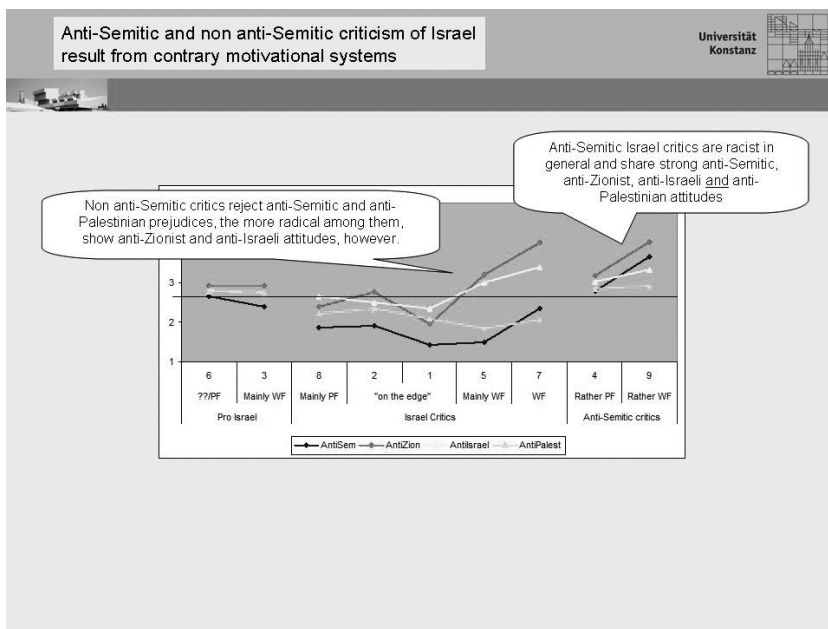 Anti-Semitic and non anti-Semitic criticism of Israel
result from contrary motivational systems
Universität
Konstanz
Anti-Semitic Israel critics are racist in
general and share strong anti-Semitic,
anti-Zionist, anti-Israeli and anti-
Palestinian attitudes
Non anti-Semitic critics reject anti-Semitic and anti-
Palestinian prejudices, the more radical among them,
show anti-Zionist and anti-Israeli attitudes, however.
3
2
1
6 3 8 2 1 5 7 4 9
??/PF Mainly WF Mainly PF "on the edge" Mainly WF WF Rather PF Rather WF
Pro Israel Israel Critics Anti-Semitic critics
AntiSem AntiZion AntiIsrael AntiPalest